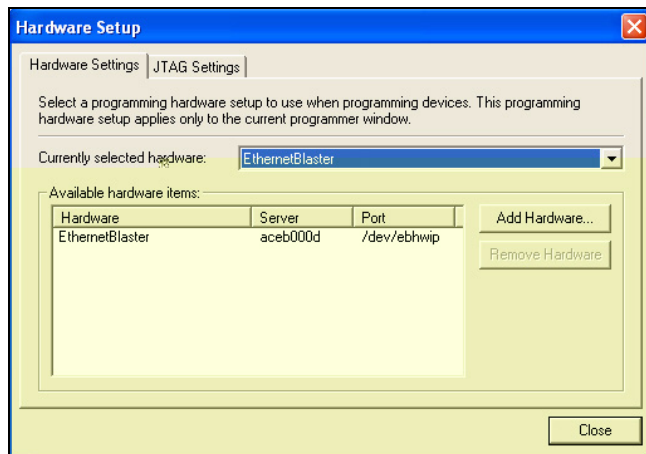 Hardware Setup
Hardware Settings JTAG Settings
Select a programming hardware setup to use when programming devices. This programming
hardware setup applies only to the current programmer window.
Currently selected hardware: EthernetBlaster
Available hardware items:
Hardware Server Port Add Hardware...
EthernetBlaster aceb000d /dev/ebhwip
Remove Hardware
Close